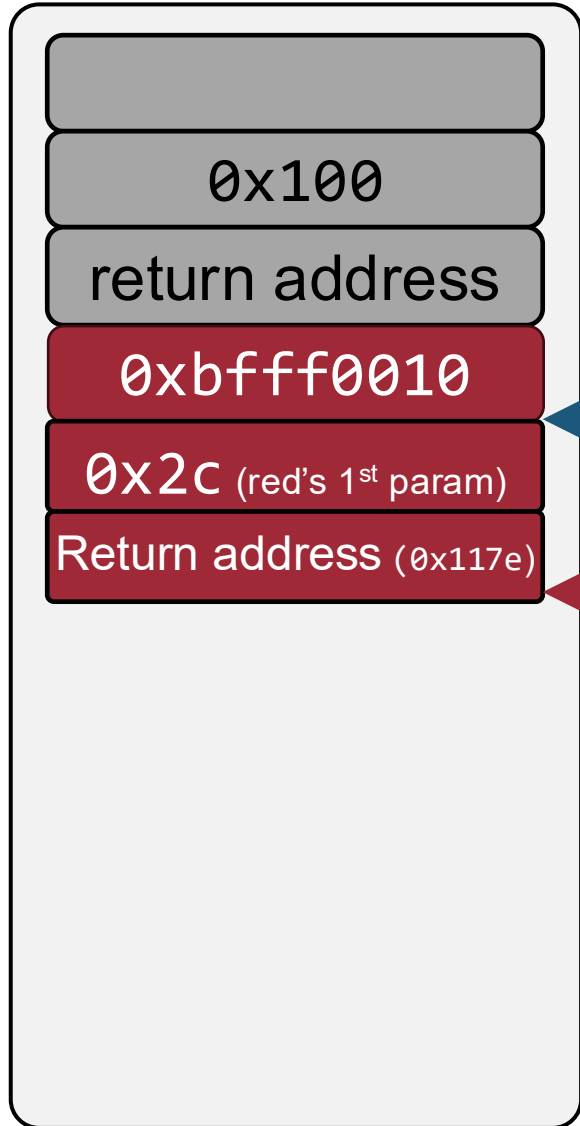 0x100
return address
0xbfff0010
0x2c (red's 1st param)
Return address (0x117e)